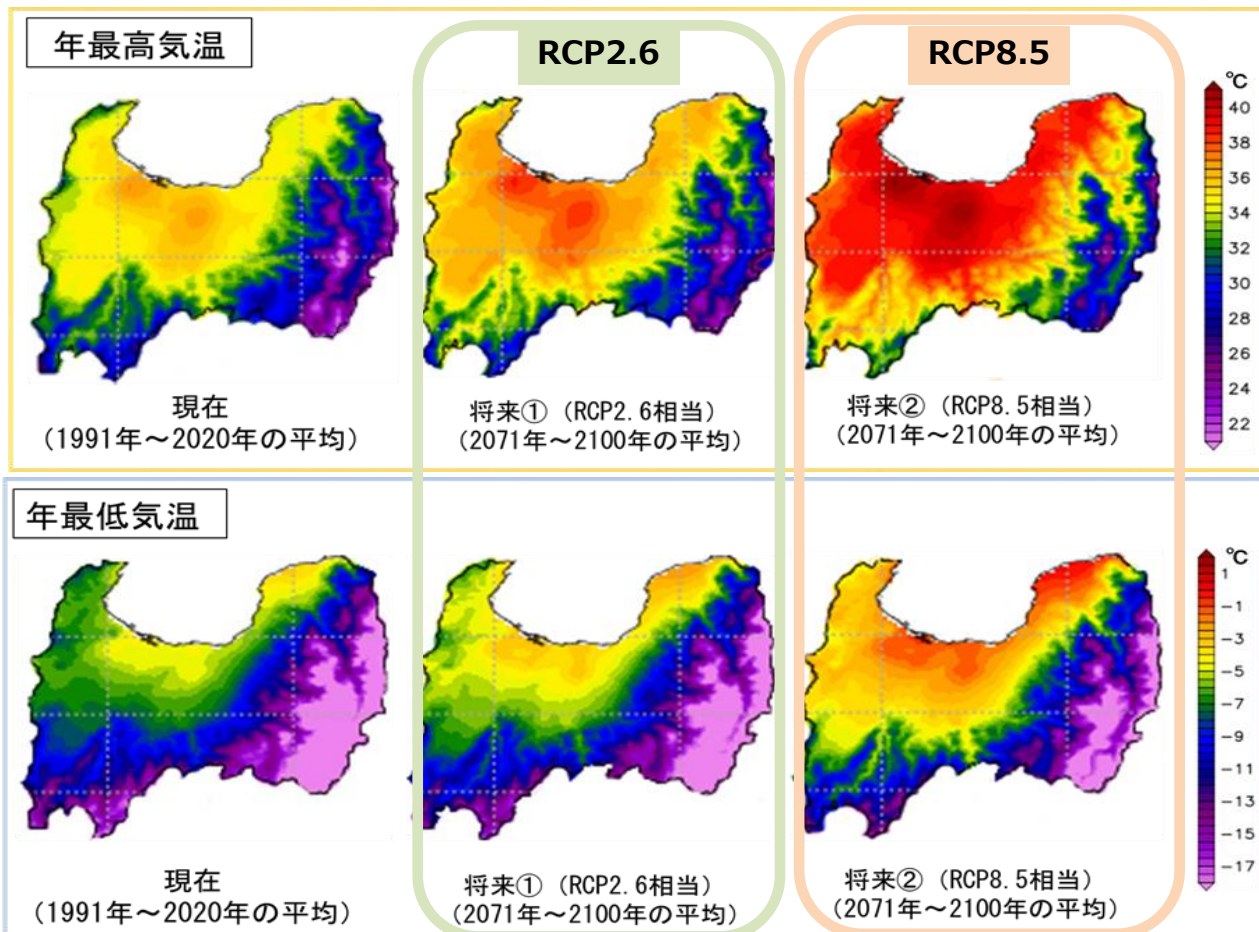 年最高気温
RCP2.6
RCP8.5
℃
40
38
36
34
32
30
28
26
24
22
現在
（1991年～2020年の平均）
将来①（RCP2.6相当）
（2071年～2100年の平均）
将来②（RCP8.5相当）
（2071年～2100年の平均）
年最低気温
℃
1
-1
-3
-5
-7
-9
-11
-13
-15
-17
現在
（1991年～2020年の平均）
将来①（RCP2.6相当）
（2071年～2100年の平均）
将来②（RCP8.5相当）
（2071年～2100年の平均）